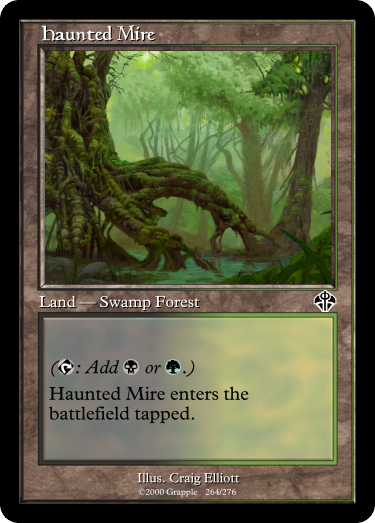 Haunted Mire
Land — Swamp Forest
(: Add or .)
Haunted Mire enters the
battlefield tapped.
Illus. Craig Elliott
©2000 Grapple 264/276